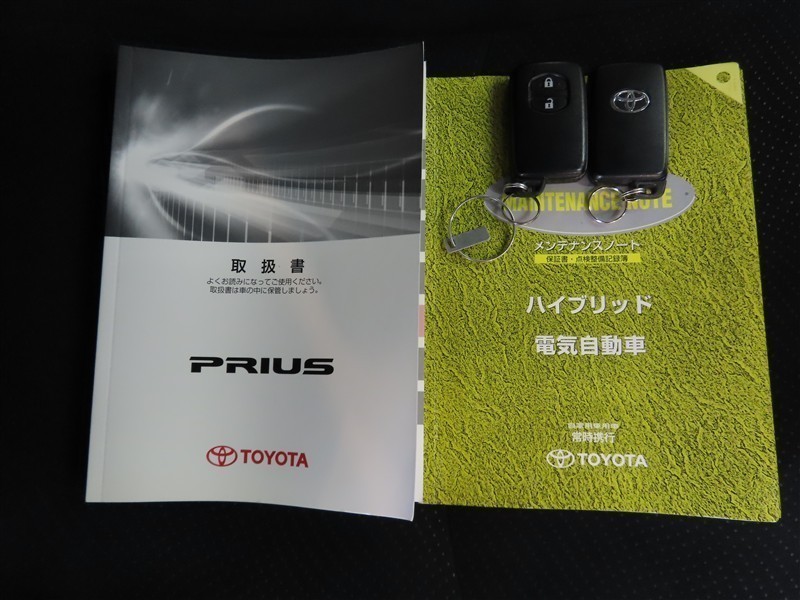 取扱書
よくお読みになってご使用ください。
取扱書は車の中に保管しましょう。
PRIUS
TOYOTA
MAINTENANCE NOTE
メンテナンスノート
保証書・点検整備記録簿
ハイブリッド
電気自動車
自家用乗用車
常時携行
TOYOTA